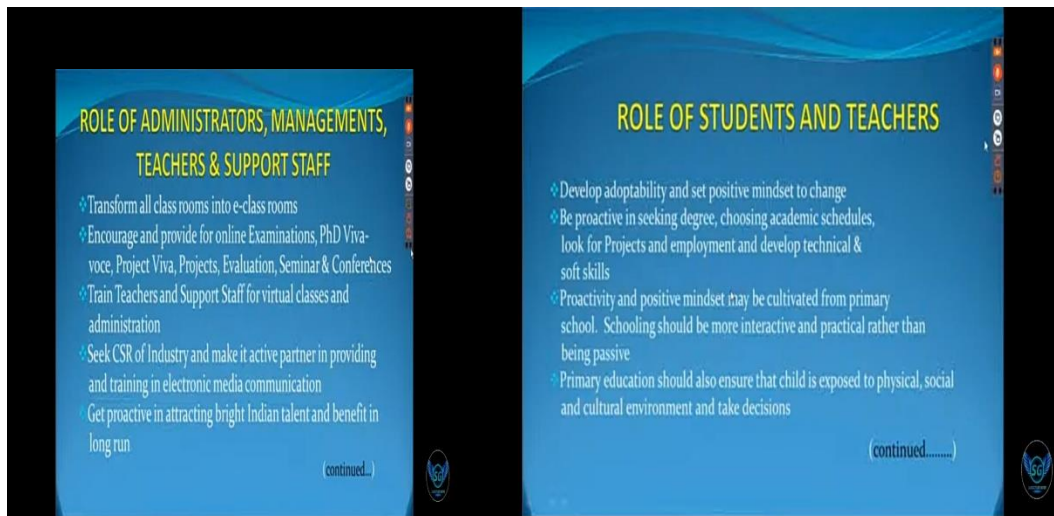 ROLE OF ADMINISTRATORS, MANAGEMENTS,
TEACHERS & SUPPORT STAFF
Transform all class rooms into e-class rooms
Encourage and provide for online Examinations, PhD Viva-
voce, Project Viva, Projects, Evaluation, Seminar & Conferences
Train Teachers and Support Staff for virtual classes and
administration
Seek CSR of Industry and make it active partner in providing
and training in electronic media communication
Get proactive in attracting bright Indian talent and benefit in
long run
(continued...)
SG
ROLE OF STUDENTS AND TEACHERS
Develop adoptability and set positive mindset to change
Be proactive in seeking degree, choosing academic schedules,
look for Projects and employment and develop technical &
soft skills
Proactivity and positive mindset may be cultivated from primary
school. Schooling should be more interactive and practical rather than
being passive
Primary education should also ensure that child is exposed to physical, social
and cultural environment and take decisions
(continued.........)
SG